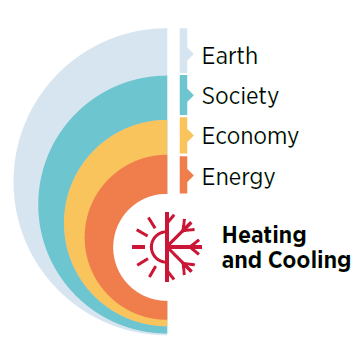 Earth
Society
Economy
Energy
Heating
and Cooling